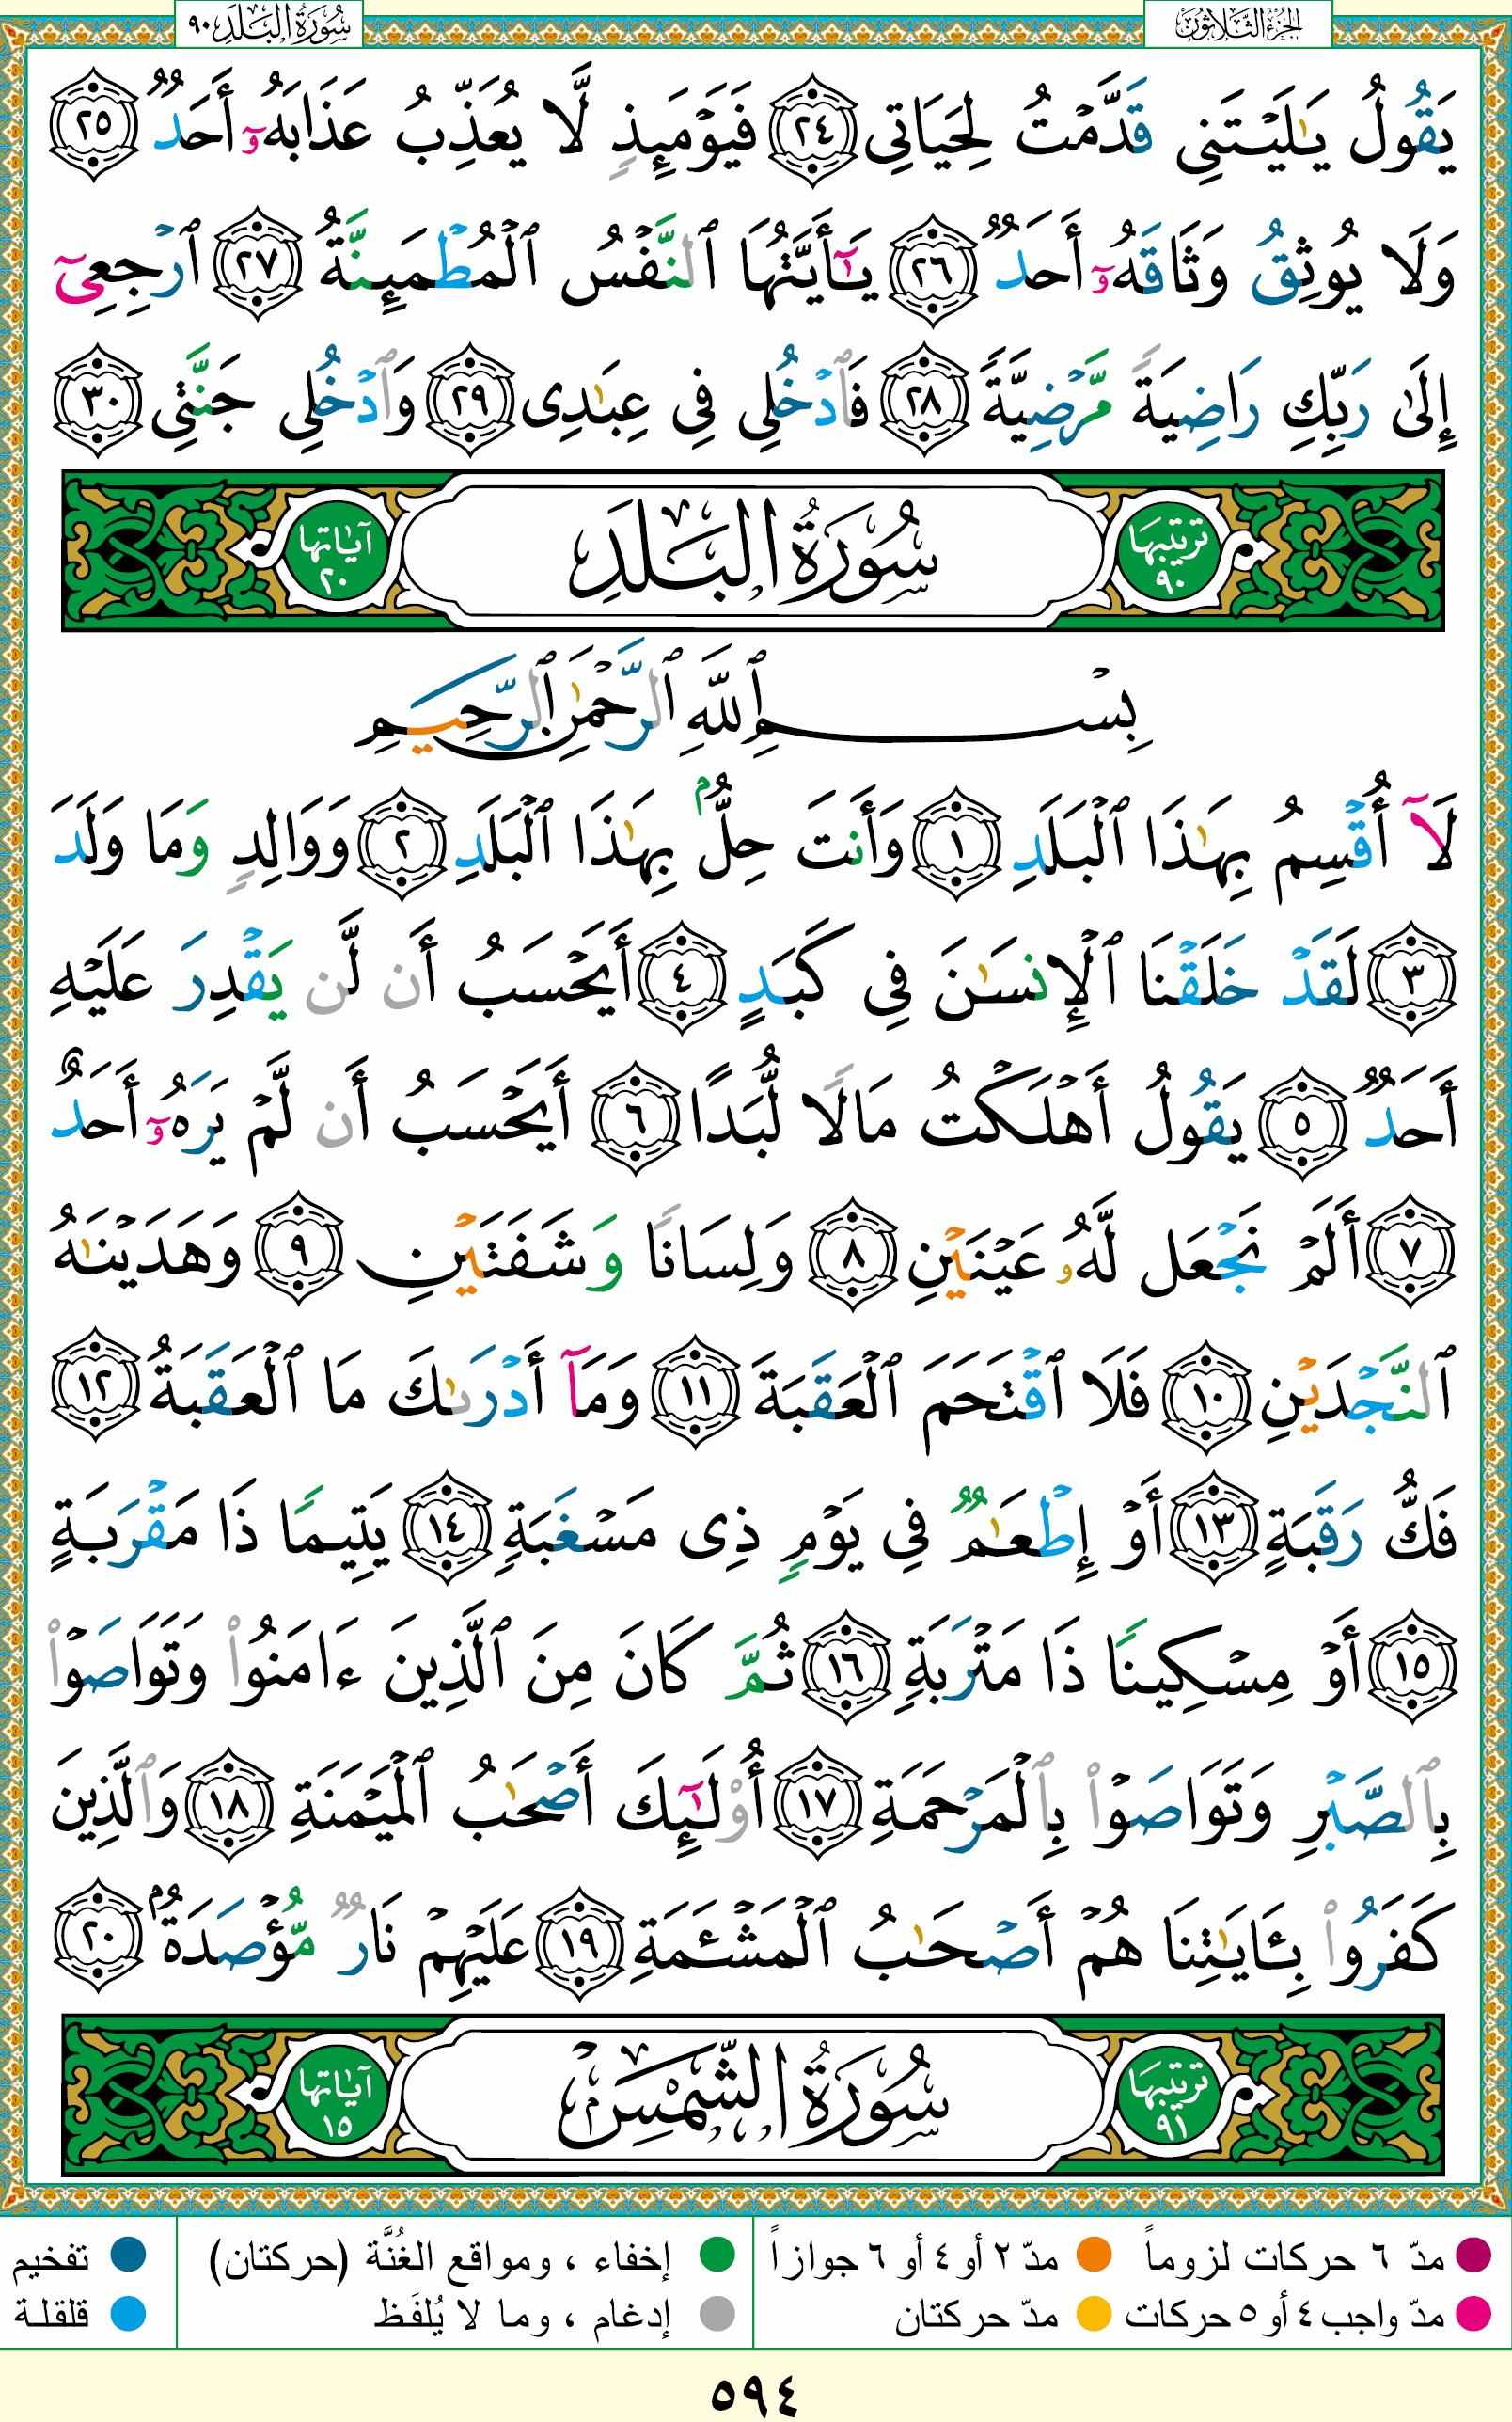 الجزء الثلاثون
سُورَةُ البَلَدِ ٩٠
يَقُولُ يَٰلَيْتَنِى قَدَّمْتُ لِحَيَاتِى ٢٤ فَيَوْمَئِذٍ لَّا يُعَذِّبُ عَذَابَهُۥٓ أَحَدٌ ٢٥
وَلَا يُوثِقُ وَثَاقَهُۥٓ أَحَدٌ ٢٦ يَٰٓأَيَّتُهَا ٱلنَّفْسُ ٱلْمُطْمَئِنَّةُ ٢٧ ٱرْجِعِىٓ
إِلَىٰ رَبِّكِ رَاضِيَةً مَّرْضِيَّةً ٢٨ فَٱدْخُلِى فِى عِبَٰدِى ٢٩ وَٱدْخُلِى جَنَّتِى ٣٠
ترتيبها ٩٠ سُورَةُ البَلَدِ آياتها ٢٠
بِسْمِ ٱللَّهِ ٱلرَّحْمَٰنِ ٱلرَّحِيمِ
لَآ أُقْسِمُ بِهَٰذَا ٱلْبَلَدِ ١ وَأَنتَ حِلٌّۢ بِهَٰذَا ٱلْبَلَدِ ٢ وَوَالِدٍ وَمَا وَلَدَ
٣ لَقَدْ خَلَقْنَا ٱلْإِنسَٰنَ فِى كَبَدٍ ٤ أَيَحْسَبُ أَن لَّن يَقْدِرَ عَلَيْهِ
أَحَدٌ ٥ يَقُولُ أَهْلَكْتُ مَالًا لُّبَدًا ٦ أَيَحْسَبُ أَن لَّمْ يَرَهُۥٓ أَحَدٌ
٧ أَلَمْ نَجْعَل لَّهُۥ عَيْنَيْنِ ٨ وَلِسَانًا وَشَفَتَيْنِ ٩ وَهَدَيْنَٰهُ
ٱلنَّجْدَيْنِ ١٠ فَلَا ٱقْتَحَمَ ٱلْعَقَبَةَ ١١ وَمَآ أَدْرَىٰكَ مَا ٱلْعَقَبَةُ ١٢
فَكُّ رَقَبَةٍ ١٣ أَوْ إِطْعَٰمٌ فِى يَوْمٍ ذِى مَسْغَبَةٍ ١٤ يَتِيمًا ذَا مَقْرَبَةٍ
١٥ أَوْ مِسْكِينًا ذَا مَتْرَبَةٍ ١٦ ثُمَّ كَانَ مِنَ ٱلَّذِينَ ءَامَنُوا۟ وَتَوَاصَوْا۟
بِٱلصَّبْرِ وَتَوَاصَوْا۟ بِٱلْمَرْحَمَةِ ١٧ أُو۟لَٰٓئِكَ أَصْحَٰبُ ٱلْمَيْمَنَةِ ١٨ وَٱلَّذِينَ
كَفَرُوا۟ بِـَٔايَٰتِنَا هُمْ أَصْحَٰبُ ٱلْمَشْـَٔمَةِ ١٩ عَلَيْهِمْ نَارٌ مُّؤْصَدَةٌۢ ٢٠
ترتيبها ٩١ سُورَةُ الشَّمْسِ آياتها ١٥
مدّ ٦ حركات لزوماً مدّ ٢ أو ٤ أو ٦ جوازاً إخفاء ، ومواقع الغُنَّة (حركتان) تفخيم
مدّ واجب ٤ أو ٥ حركات مدّ حركتان إدغام ، وما لا يُلفَظ قلقلة
٥٩٤